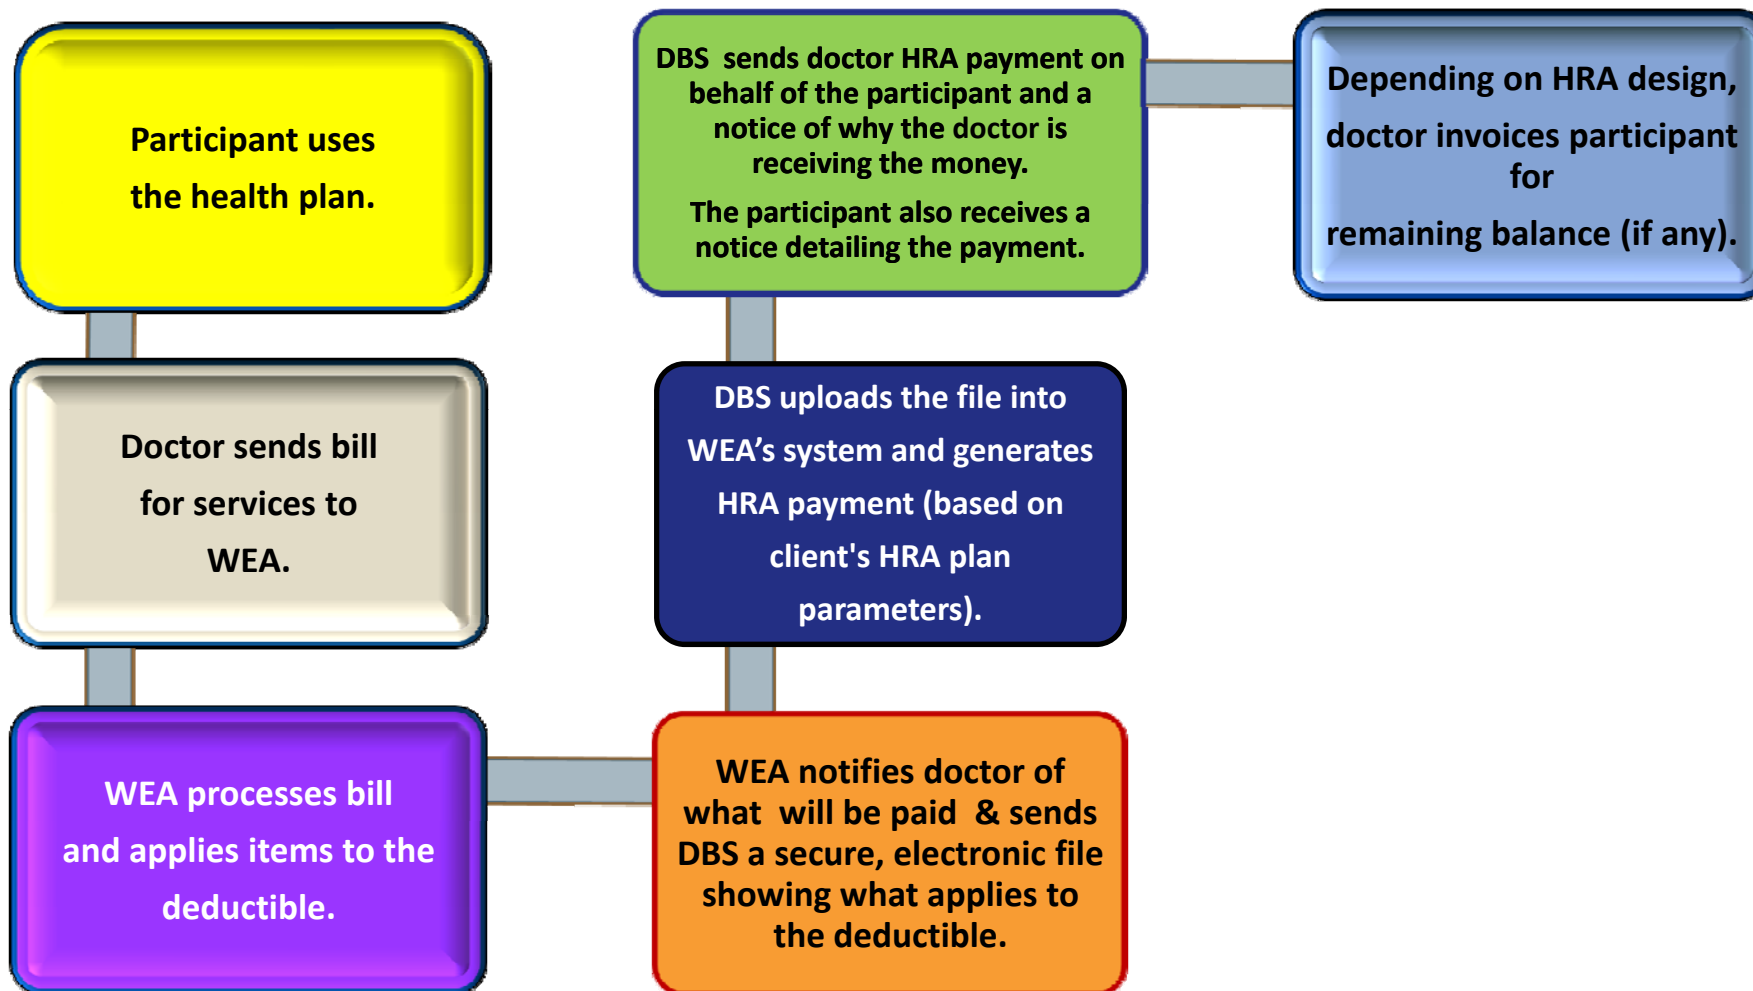 Participant uses
the health plan.
Doctor sends bill
for services to
WEA.
WEA processes bill
and applies items to the
deductible.
WEA notifies doctor of
what will be paid & sends
DBS a secure, electronic file
showing what applies to
the deductible.
DBS uploads the file into
WEA’s system and generates
HRA payment (based on
client's HRA plan
parameters).
DBS sends doctor HRA payment on
behalf of the participant and a
notice of why the doctor is
receiving the money.
The participant also receives a
notice detailing the payment.
Depending on HRA design,
doctor invoices participant
for
remaining balance (if any).